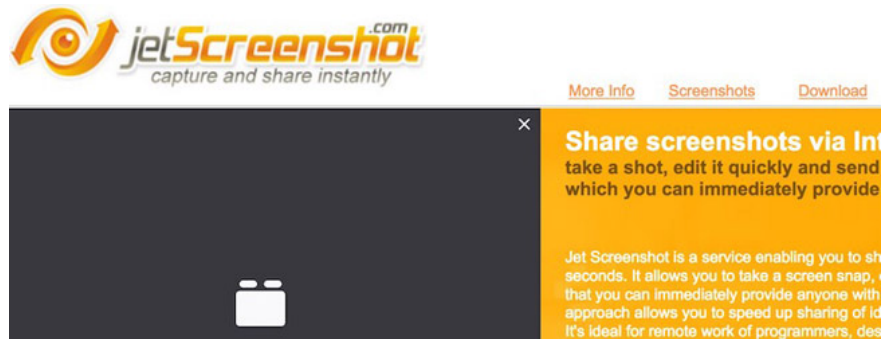 jetScreenshot.com
capture and share instantly
More Info Screenshots Download
Share screenshots via Int
take a shot, edit it quickly and send
which you can immediately provide
Jet Screenshot is a service enabling you to sh
seconds. It allows you to take a screen snap,
that you can immediately provide anyone with
approach allows you to speed up sharing of id
It's ideal for remote work of programmers, des